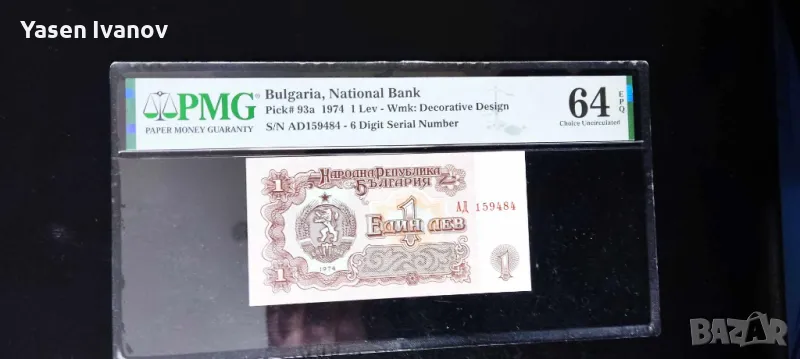 Yasen Ivanov
PMG
PAPER MONEY GUARANTY
Bulgaria, National Bank
Pick# 93a 1974 1 Lev - Wmk: Decorative Design
S/N AD159484 - 6 Digit Serial Number
64 EPQ
Choice Uncirculated
1 НАРОДНА РЕПУБЛИКА
БЪЛГАРИЯ
АД 159484
1
ЕДИН ЛЕВ
1974
1
1
BAZAR